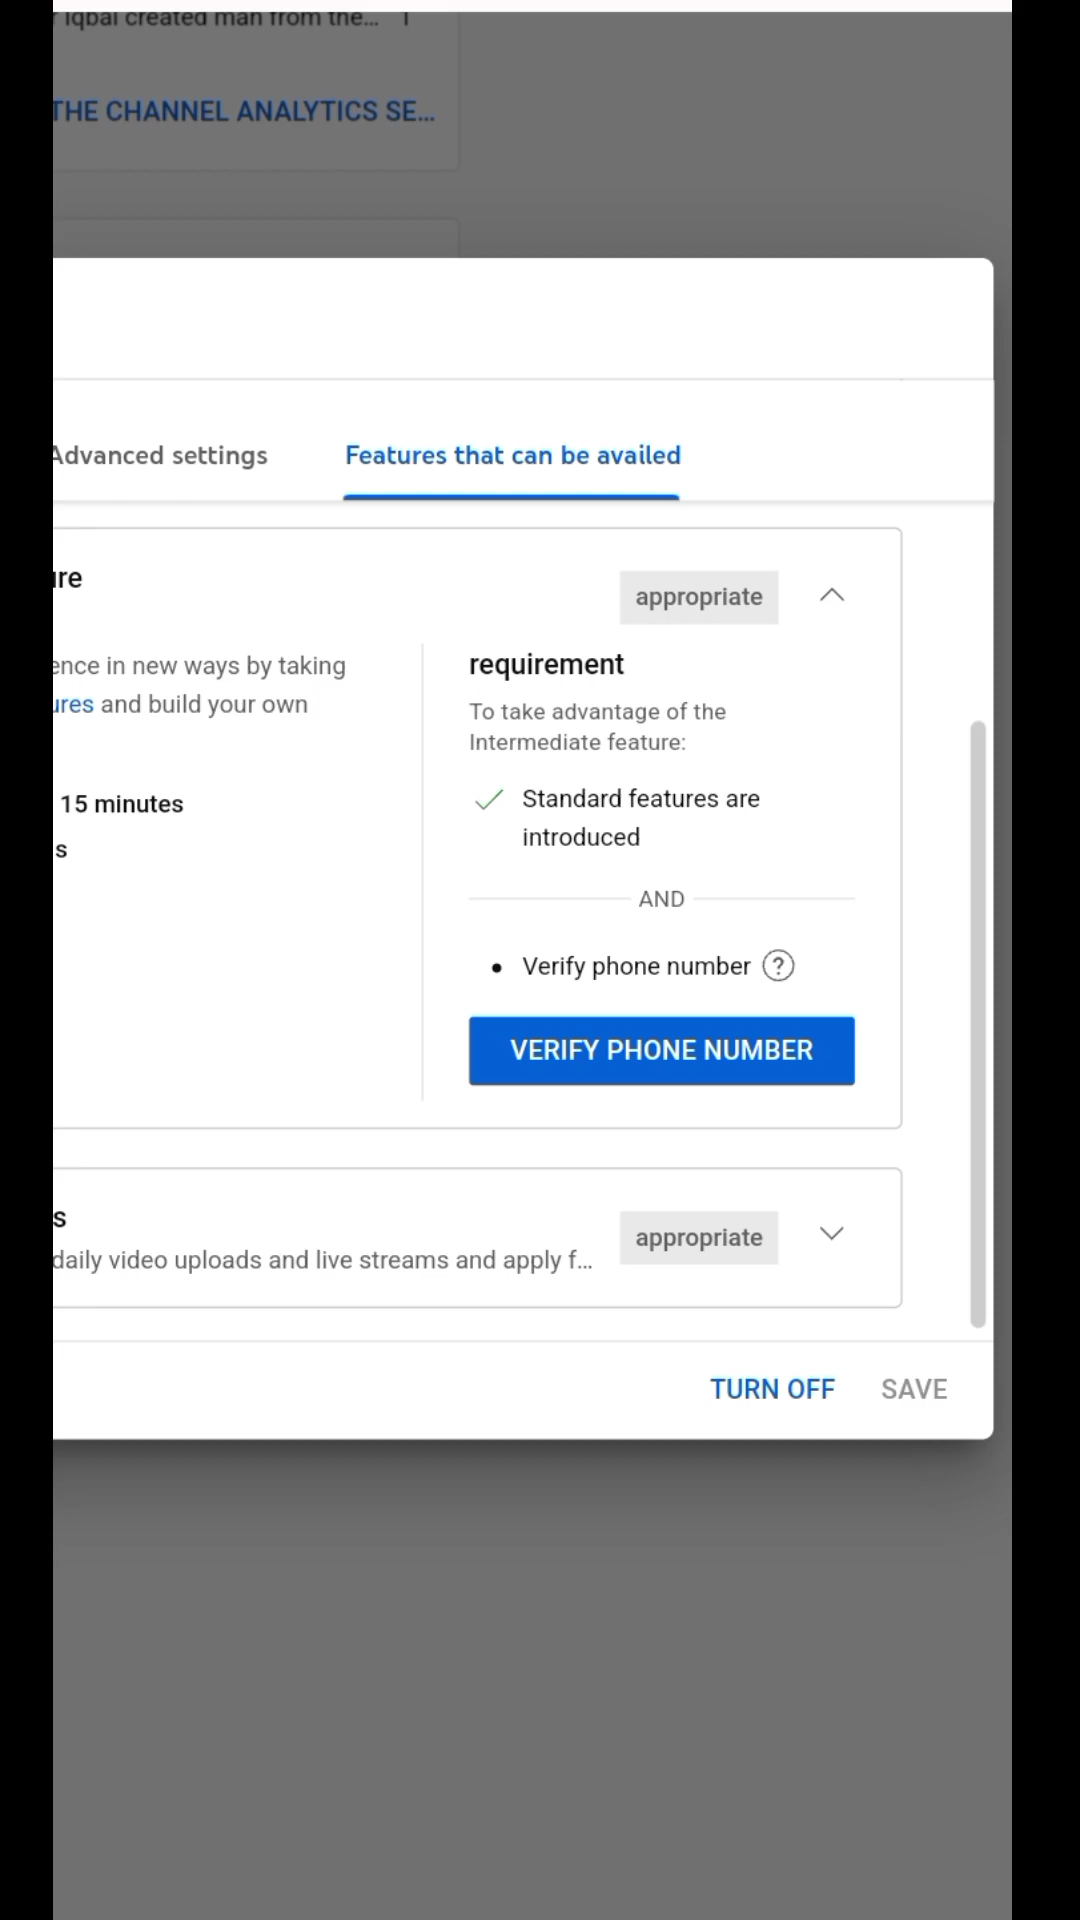 Iqbal created man from the... 1
THE CHANNEL ANALYTICS SE...
Advanced settings
Features that can be availed
appropriate
ence in new ways by taking
ures and build your own
15 minutes
s
requirement
To take advantage of the
Intermediate feature:
Standard features are
introduced
AND
Verify phone number ?
VERIFY PHONE NUMBER
s
daily video uploads and live streams and apply f...
appropriate
TURN OFF SAVE